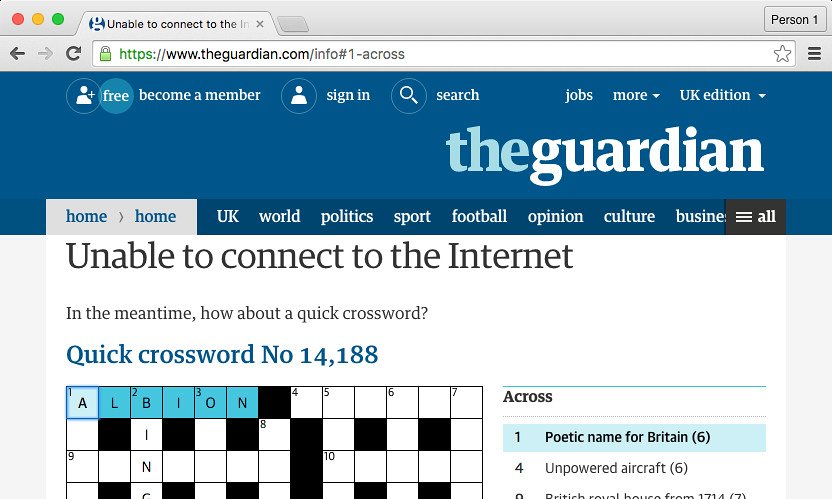 Unable to connect to the In
Person 1
https://www.theguardian.com/info#1-across
free become a member sign in search jobs more UK edition
theguardian
home › home UK world politics sport football opinion culture busines all
Unable to connect to the Internet
In the meantime, how about a quick crossword?
Quick crossword No 14,188
1 A L 2 B I 3 O N 4 5 6 7
I 8
9 N 10
Across
1 Poetic name for Britain (6)
4 Unpowered aircraft (6)
9 British royal house from 1714 (7)